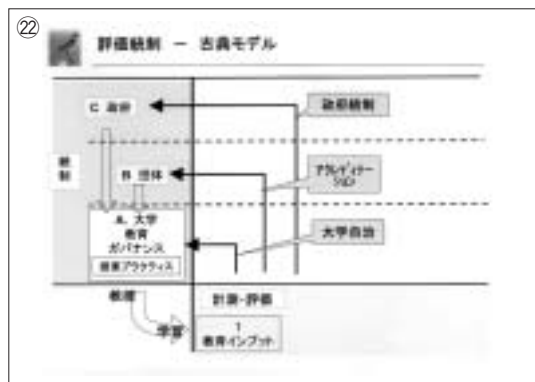 ㉒
評価統制 － 古典モデル
C 政府
政府統制
統制
B 団体
アクレディテーション
A. 大学
教育
ガバナンス
授業プラクティス
大学自治
教授
学習
計測・評価
1
教育インプット